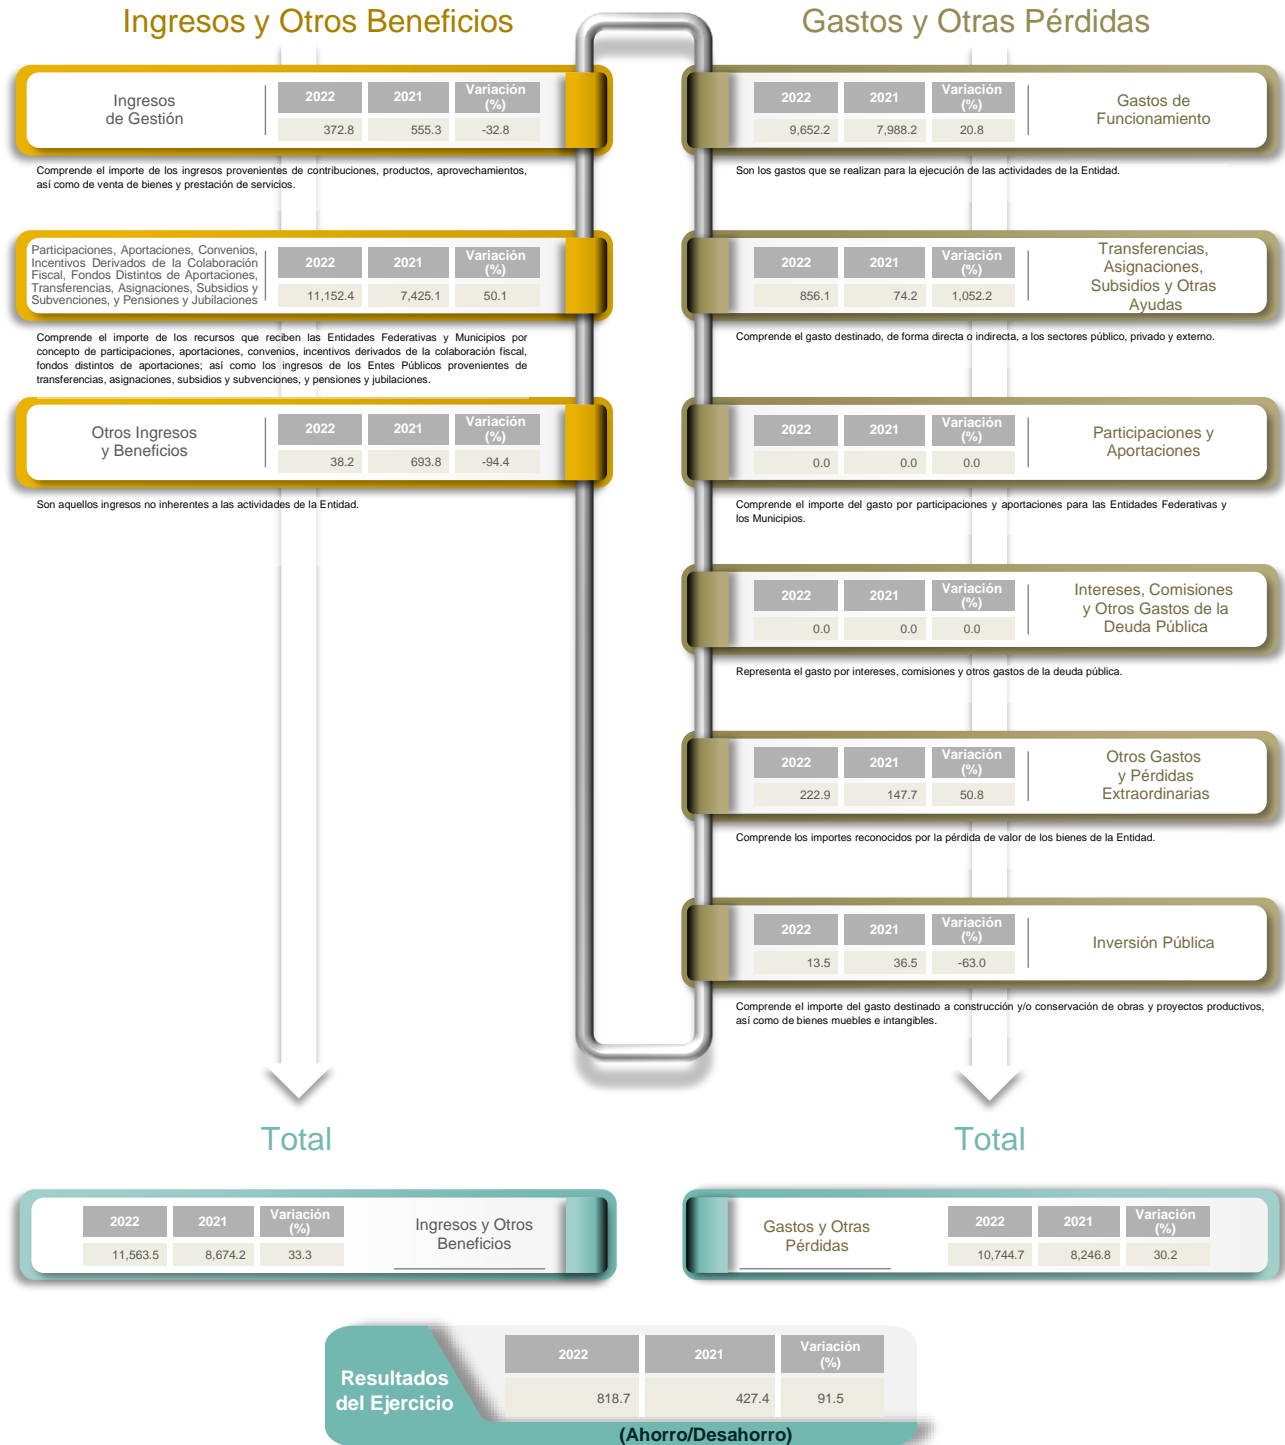 Ingresos y Otros Beneficios
Ingresos
de Gestión
2022 2021 Variación
(%)
372.8 555.3 -32.8
Comprende el importe de los ingresos provenientes de contribuciones, productos, aprovechamientos,
así como de venta de bienes y prestación de servicios.
Participaciones, Aportaciones, Convenios,
Incentivos Derivados de la Colaboración
Fiscal, Fondos Distintos de Aportaciones,
Transferencias, Asignaciones, Subsidios y
Subvenciones, y Pensiones y Jubilaciones
2022 2021 Variación
(%)
11,152.4 7,425.1 50.1
Comprende el importe de los recursos que reciben las Entidades Federativas y Municipios por
concepto de participaciones, aportaciones, convenios, incentivos derivados de la colaboración fiscal,
fondos distintos de aportaciones; así como los ingresos de los Entes Públicos provenientes de
transferencias, asignaciones, subsidios y subvenciones, y pensiones y jubilaciones.
Otros Ingresos
y Beneficios
2022 2021 Variación
(%)
38.2 693.8 -94.4
Son aquellos ingresos no inherentes a las actividades de la Entidad.
Gastos y Otras Pérdidas
2022 2021 Variación
(%)
9,652.2 7,988.2 20.8
Gastos de
Funcionamiento
Son los gastos que se realizan para la ejecución de las actividades de la Entidad.
2022 2021 Variación
(%)
856.1 74.2 1,052.2
Transferencias,
Asignaciones,
Subsidios y Otras
Ayudas
Comprende el gasto destinado, de forma directa o indirecta, a los sectores público, privado y externo.
2022 2021 Variación
(%)
0.0 0.0 0.0
Participaciones y
Aportaciones
Comprende el importe del gasto por participaciones y aportaciones para las Entidades Federativas y
los Municipios.
2022 2021 Variación
(%)
0.0 0.0 0.0
Intereses, Comisiones
y Otros Gastos de la
Deuda Pública
Representa el gasto por intereses, comisiones y otros gastos de la deuda pública.
2022 2021 Variación
(%)
222.9 147.7 50.8
Otros Gastos
y Pérdidas
Extraordinarias
Comprende los importes reconocidos por la pérdida de valor de los bienes de la Entidad.
2022 2021 Variación
(%)
13.5 36.5 -63.0
Inversión Pública
Comprende el importe del gasto destinado a construcción y/o conservación de obras y proyectos productivos,
así como de bienes muebles e intangibles.
Total
2022 2021 Variación
(%)
11,563.5 8,674.2 33.3
Ingresos y Otros
Beneficios
Total
Gastos y Otras
Pérdidas
2022 2021 Variación
(%)
10,744.7 8,246.8 30.2
Resultados
del Ejercicio
2022 2021 Variación
(%)
818.7 427.4 91.5
(Ahorro/Desahorro)